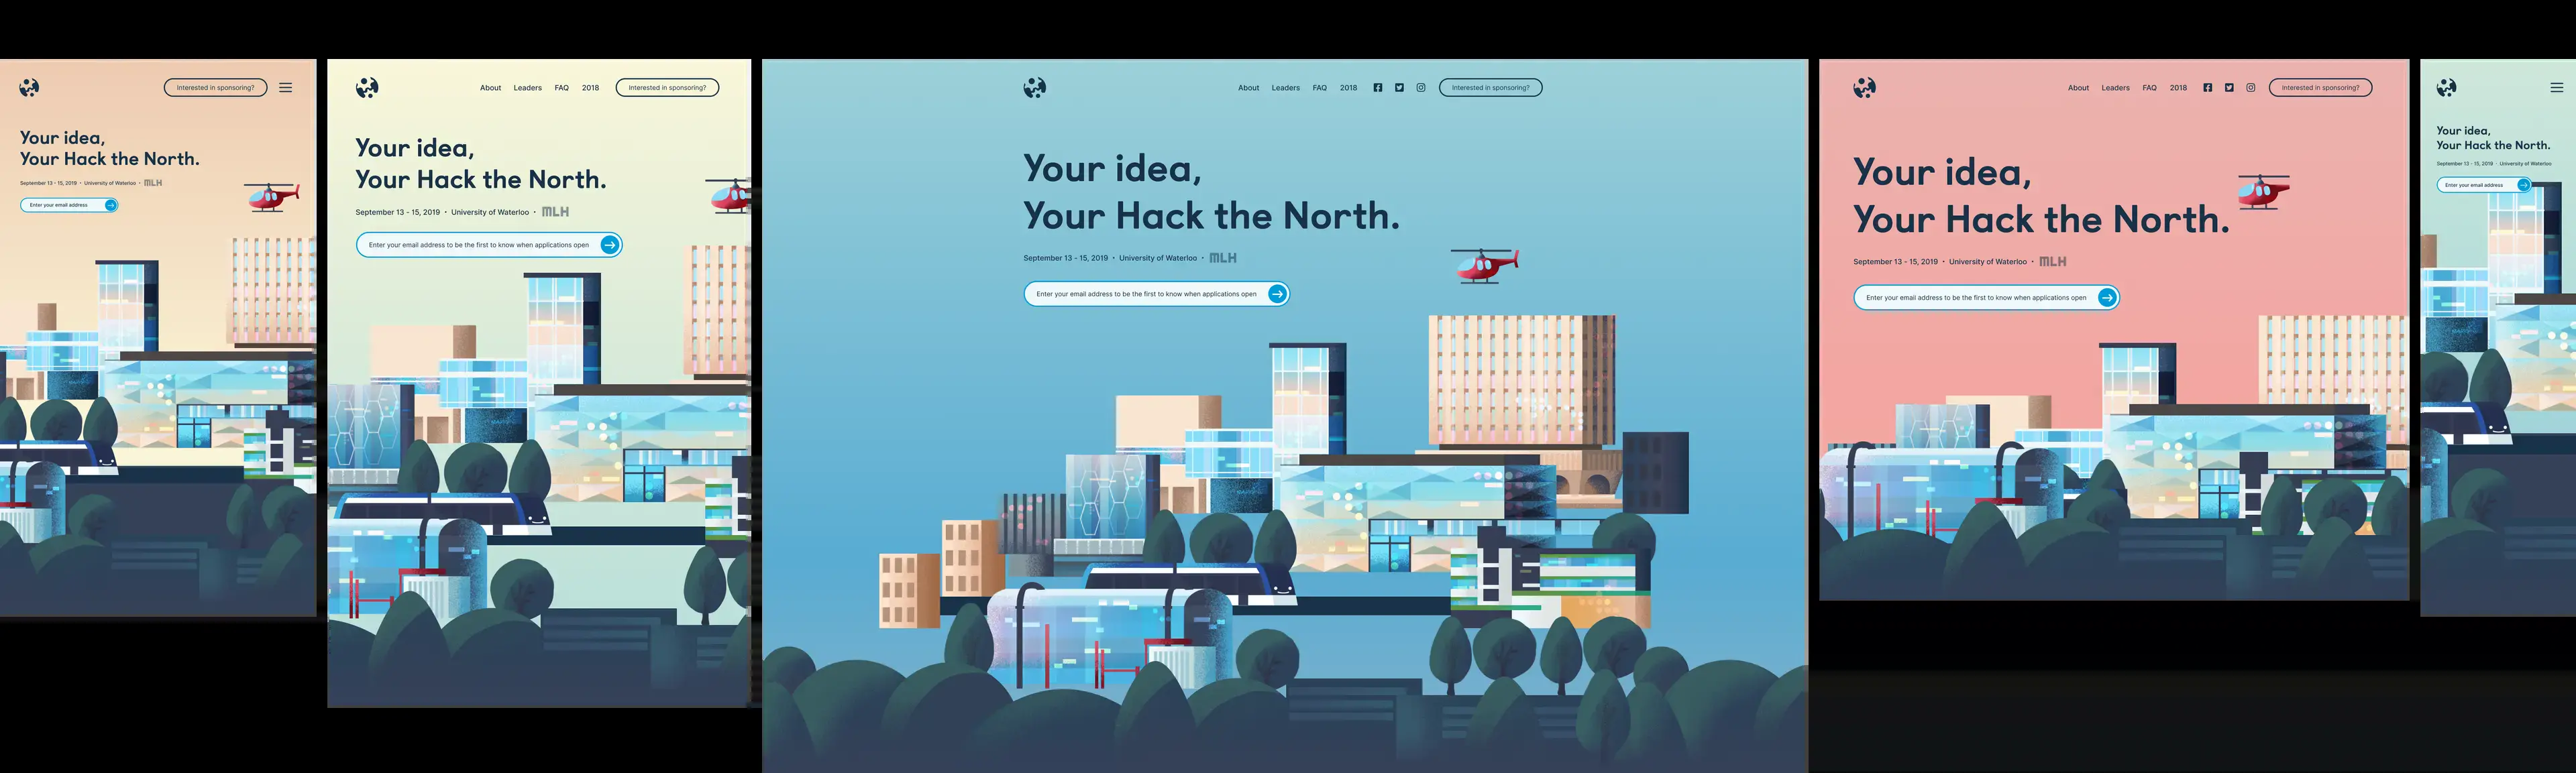 Interested in sponsoring?
Your idea,
Your Hack the North.
September 13 - 15, 2019 • University of Waterloo • MLH
Enter your email address
About Leaders FAQ 2018 Interested in sponsoring?
Your idea,
Your Hack the North.
September 13 - 15, 2019 • University of Waterloo • MLH
Enter your email address to be the first to know when applications open
About Leaders FAQ 2018 Interested in sponsoring?
Your idea,
Your Hack the North.
September 13 - 15, 2019 • University of Waterloo • MLH
Enter your email address to be the first to know when applications open
About Leaders FAQ 2018 Interested in sponsoring?
Your idea,
Your Hack the North.
September 13 - 15, 2019 • University of Waterloo • MLH
Enter your email address to be the first to know when applications open
Your idea,
Your Hack the North.
September 13 - 15, 2019 • University of Waterloo
Enter your email address